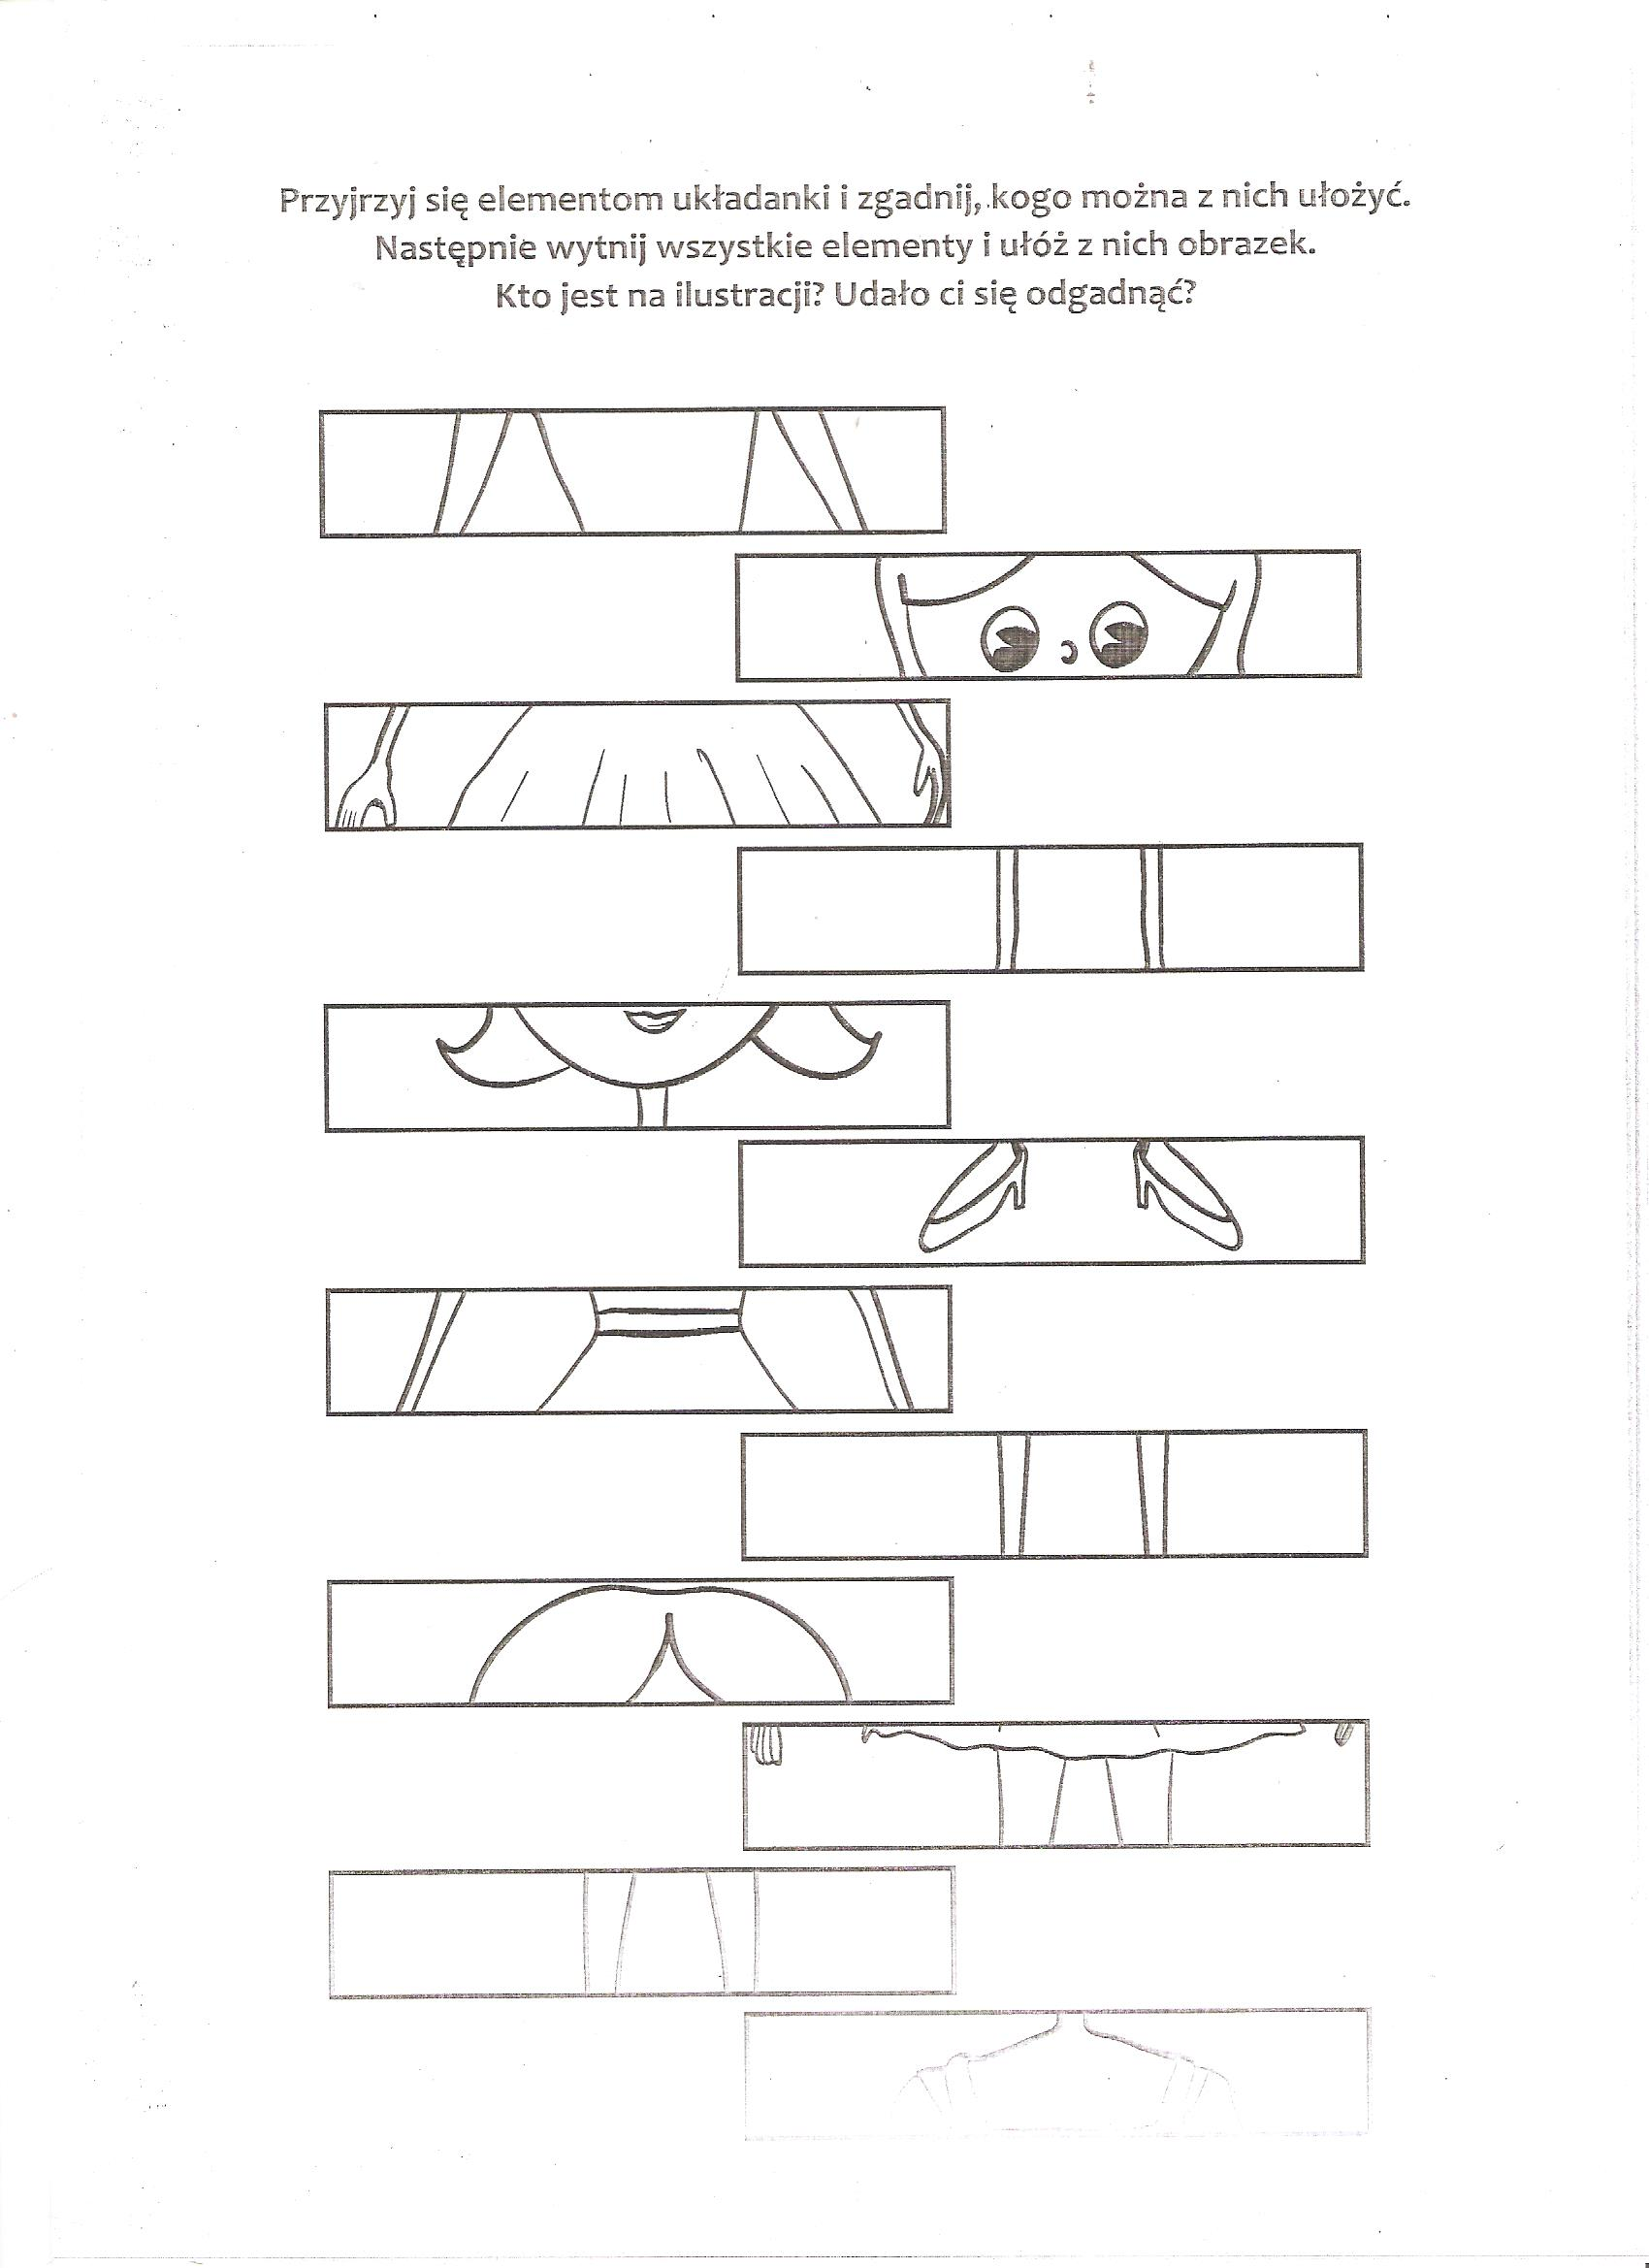 Przyjrzyj się elementom układanki i zgadnij, kogo można z nich ułożyć.
Następnie wytnij wszystkie elementy i ułóż z nich obrazek.
Kto jest na ilustracji? Udało ci się odgadnąć?